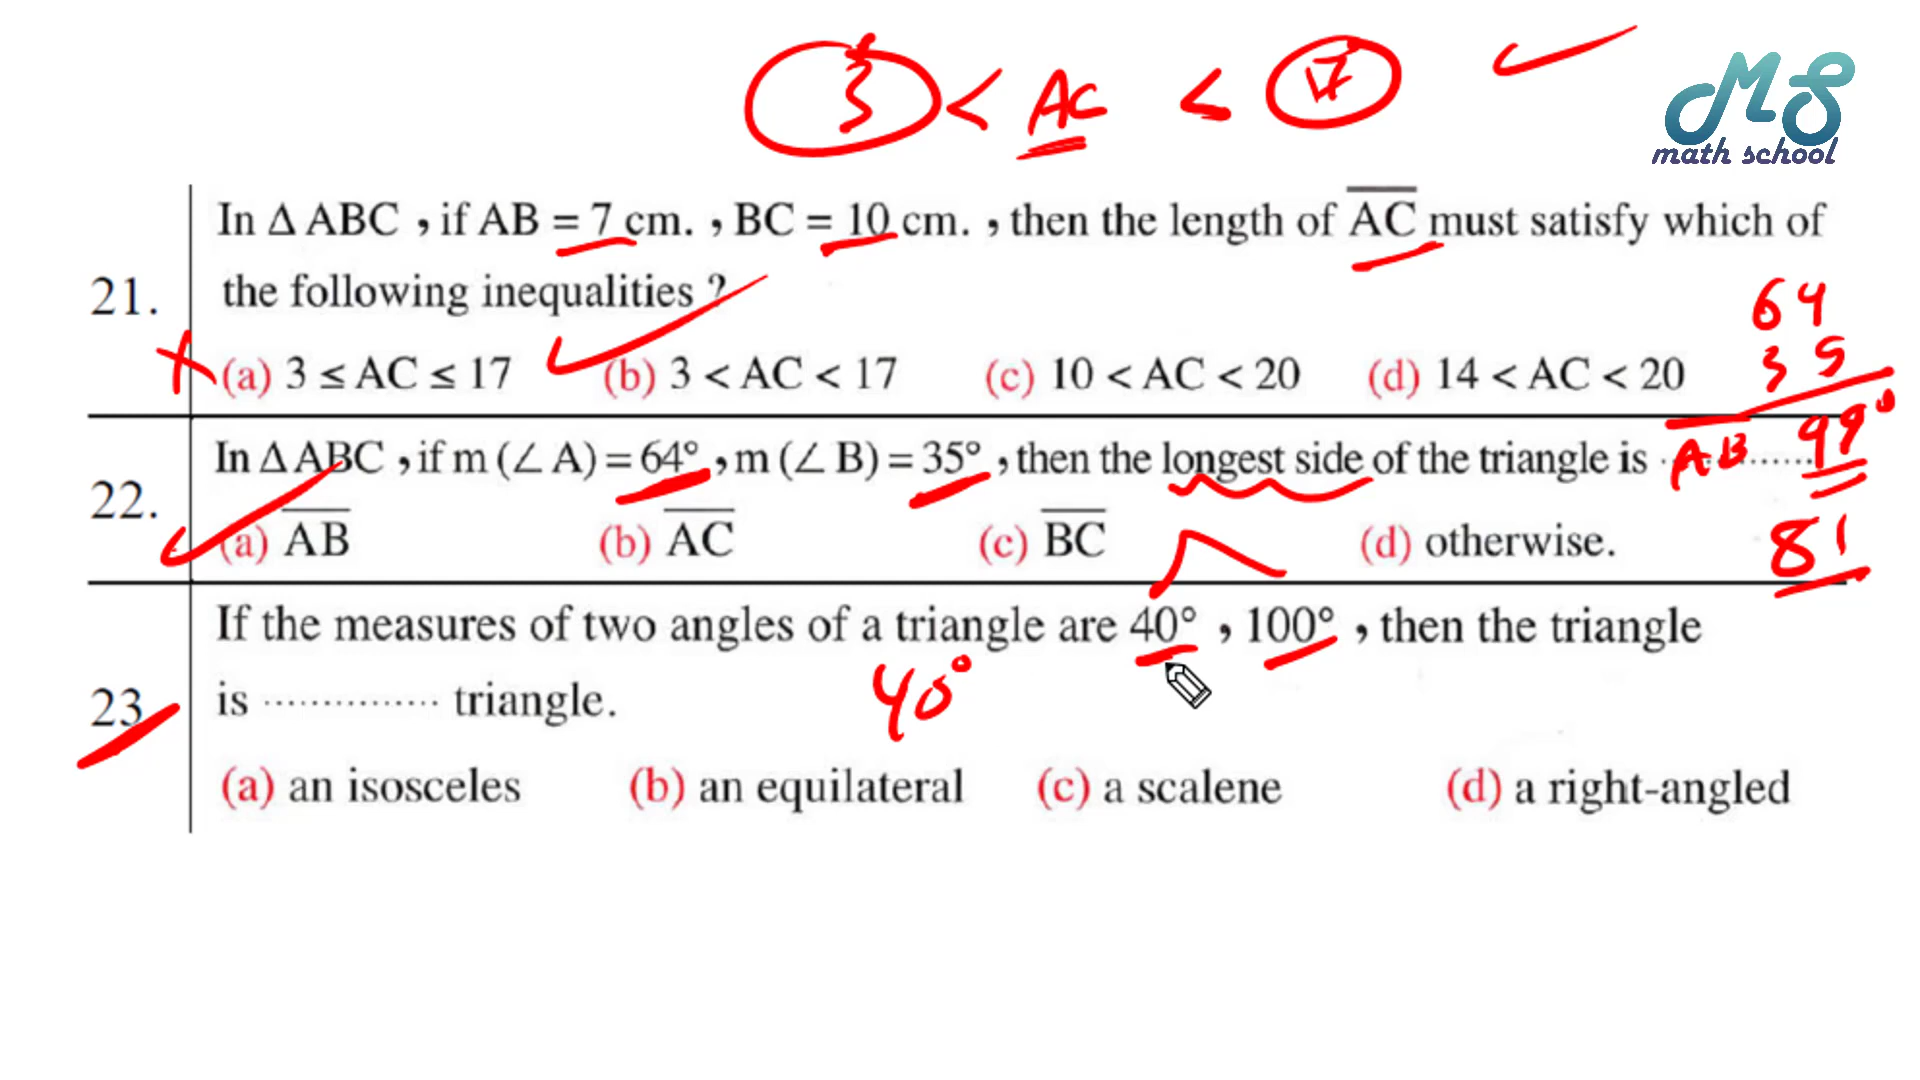 3 < AC < 17
MS
math school
In Δ ABC , if AB = 7 cm. , BC = 10 cm. , then the length of AC must satisfy which of
21. the following inequalities ?
64
35
(a) 3 ≤ AC ≤ 17 (b) 3 < AC < 17 (c) 10 < AC < 20 (d) 14 < AC < 20
99°
In Δ ABC , if m (∠ A) = 64° , m (∠ B) = 35° , then the longest side of the triangle is AB
22. (a) AB (b) AC (c) BC (d) otherwise.
81
If the measures of two angles of a triangle are 40° , 100° , then the triangle
23. is ............... triangle. 40°
(a) an isosceles (b) an equilateral (c) a scalene (d) a right-angled